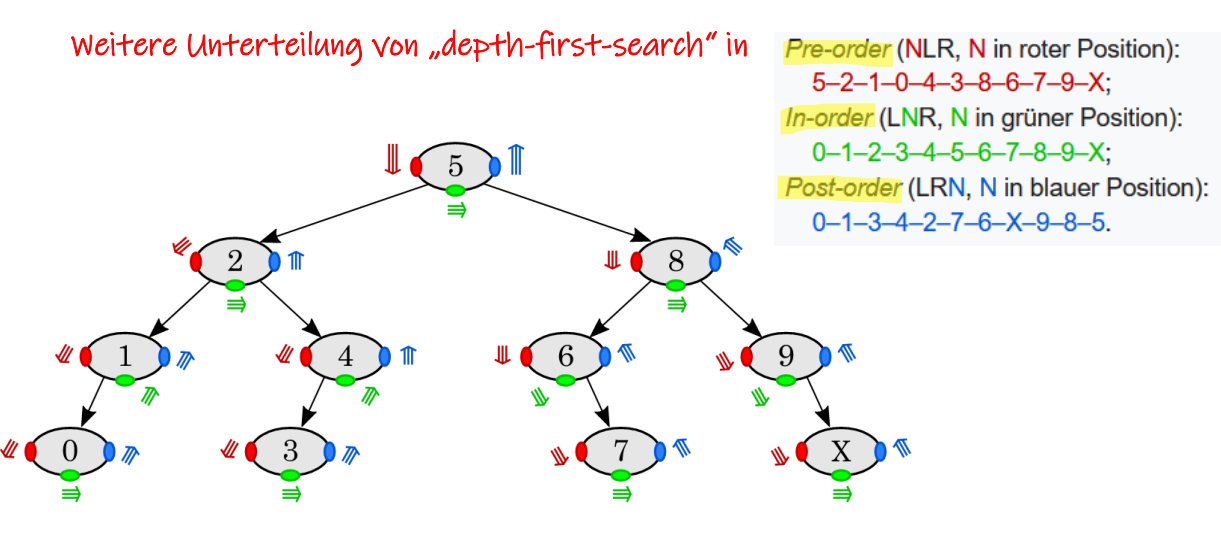 Weitere Unterteilung von „depth-first-search“ in
Pre-order (NLR, N in roter Position):
5–2–1–0–4–3–8–6–7–9–X;
In-order (LNR, N in grüner Position):
0–1–2–3–4–5–6–7–8–9–X;
Post-order (LRN, N in blauer Position):
0–1–3–4–2–7–6–X–9–8–5.
5
2
8
1
4
6
9
0
3
7
X